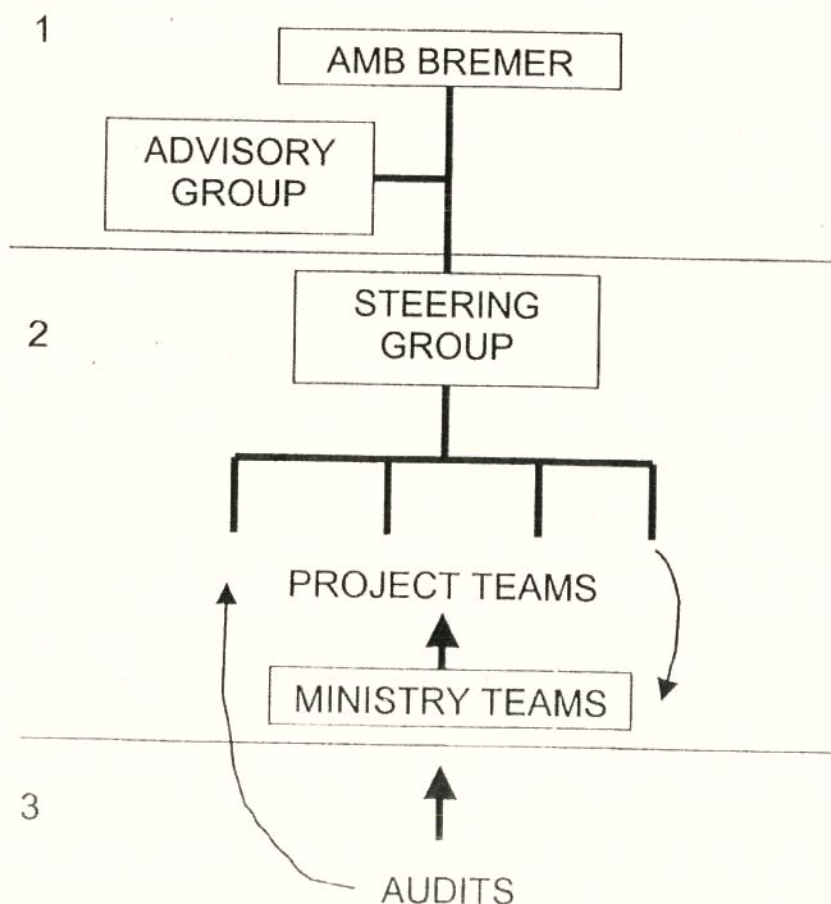 1
AMB BREMER
ADVISORY
GROUP
2
STEERING
GROUP
PROJECT TEAMS
MINISTRY TEAMS
3
AUDITS